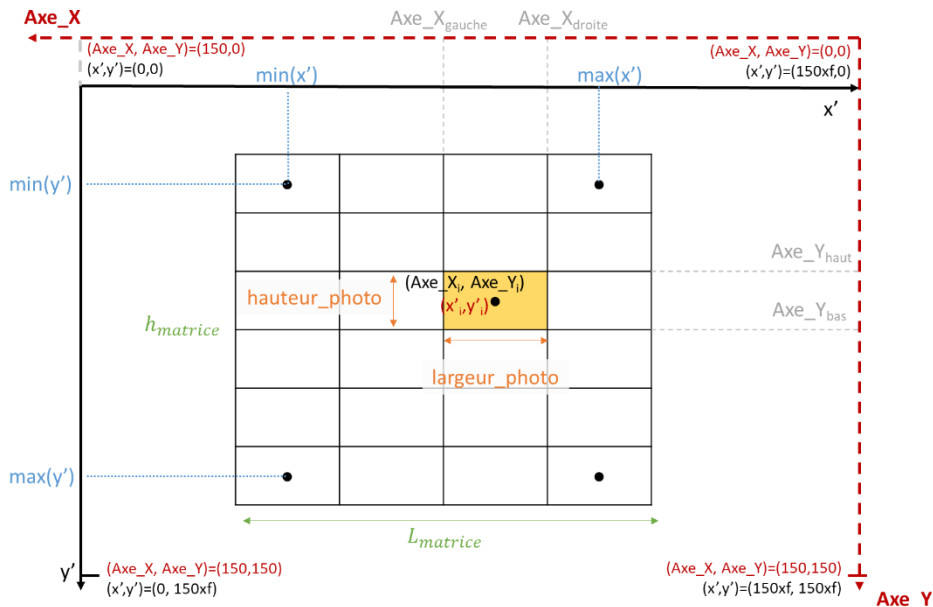 Axe_X
Axe_Xgauche
Axe_Xdroite
(Axe_X, Axe_Y)=(150,0)
(x',y')=(0,0)
(Axe_X, Axe_Y)=(0,0)
(x',y')=(150xf,0)
min(x')
max(x')
x'
min(y')
Axe_Yhaut
(Axe_Xi, Axe_Yi)
hauteur_photo
(x'i,y'i)
Axe_Ybas
hmatrice
largeur_photo
max(y')
Lmatrice
y'
(Axe_X, Axe_Y)=(150,150)
(x',y')=(0, 150xf)
(Axe_X, Axe_Y)=(150,150)
(x',y')=(150xf, 150xf)
Axe_Y